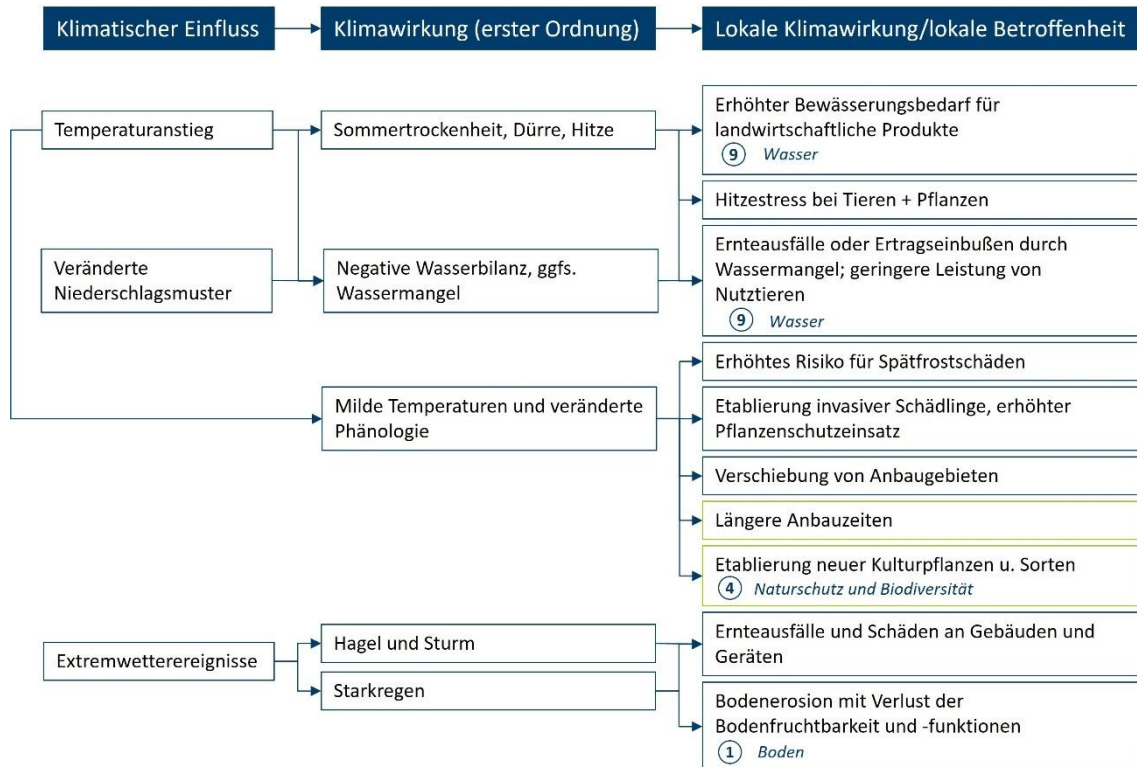 Klimatischer Einfluss
Klimawirkung (erster Ordnung)
Lokale Klimawirkung/lokale Betroffenheit
Temperaturanstieg
Sommertrockenheit, Dürre, Hitze
Erhöhter Bewässerungsbedarf für
landwirtschaftliche Produkte
9 Wasser
Hitzestress bei Tieren + Pflanzen
Veränderte
Niederschlagsmuster
Negative Wasserbilanz, ggfs.
Wassermangel
Ernteausfälle oder Ertragseinbußen durch
Wassermangel; geringere Leistung von
Nutztieren
9 Wasser
Milde Temperaturen und veränderte
Phänologie
Erhöhtes Risiko für Spätfrostschäden
Etablierung invasiver Schädlinge, erhöhter
Pflanzenschutzeinsatz
Verschiebung von Anbaugebieten
Längere Anbauzeiten
Etablierung neuer Kulturpflanzen u. Sorten
4 Naturschutz und Biodiversität
Extremwetterereignisse
Hagel und Sturm
Starkregen
Ernteausfälle und Schäden an Gebäuden und
Geräten
Bodenerosion mit Verlust der
Bodenfruchtbarkeit und -funktionen
1 Boden